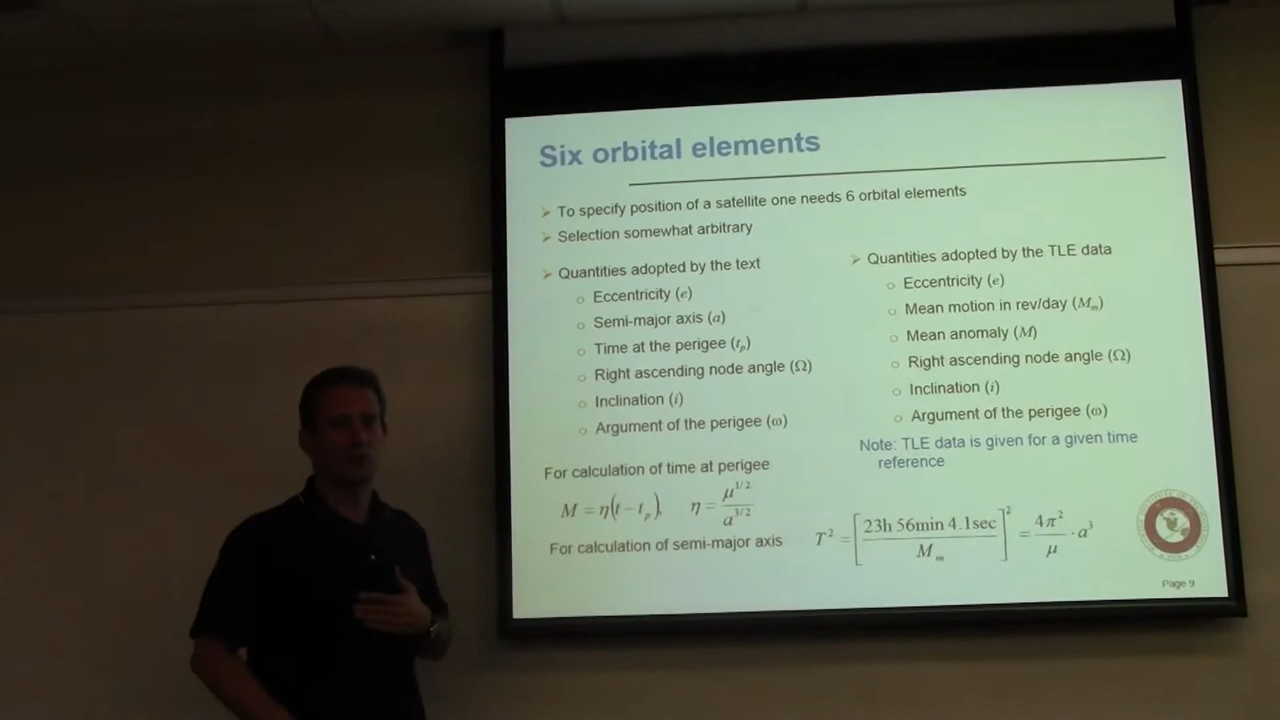 Six orbital elements
➢ To specify position of a satellite one needs 6 orbital elements
➢ Selection somewhat arbitrary
➢ Quantities adopted by the text
○ Eccentricity (e)
○ Semi-major axis (a)
○ Time at the perigee (t_p)
○ Right ascending node angle (Ω)
○ Inclination (i)
○ Argument of the perigee (ω)
➢ Quantities adopted by the TLE data
○ Eccentricity (e)
○ Mean motion in rev/day (M_m)
○ Mean anomaly (M)
○ Right ascending node angle (Ω)
○ Inclination (i)
○ Argument of the perigee (ω)
Note: TLE data is given for a given time
reference
For calculation of time at perigee
M = η(t − t_p), η = μ^{1/2} / a^{3/2}
For calculation of semi-major axis
T² = [23h 56min 4.1sec / M_m]² = 4π² / μ · a³
Page 9